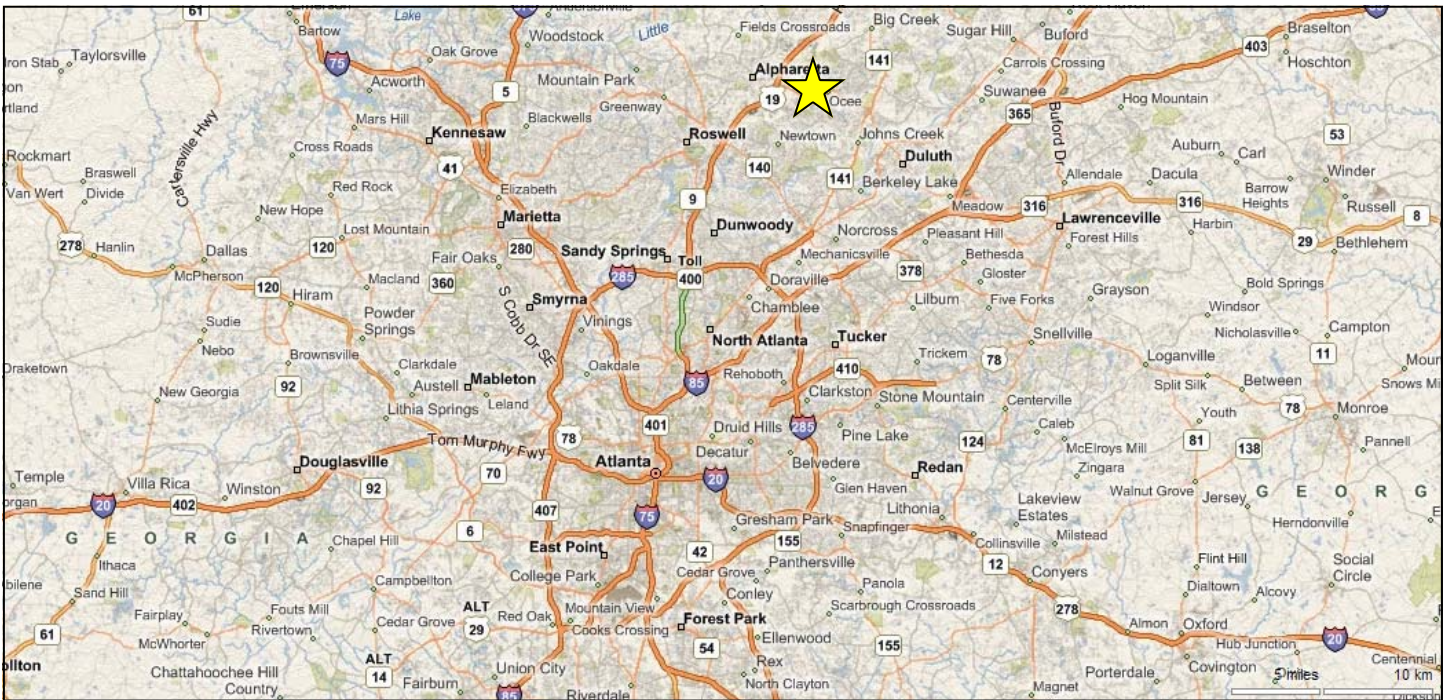 61
Lake
Woodstock
Little
Fields Crossroads
Big Creek
Sugar Hill
Buford
Braselton
Bartow
Taylorsville
Oak Grove
403
75
Mountain Park
Alpharetta
141
Carrols Crossing
Hoschton
Iron Stab
Acworth
5
Greenway
19
Ocee
Suwanee
Hog Mountain
Mars Hill
Blackwells
365
Kennesaw
Roswell
Newtown
Johns Creek
Buford Dr
53
Cartersville Hwy
Cross Roads
Duluth
Auburn
Carl
Rockmart
41
140
Braswell
141
Allendale
Dacula
Winder
Van Wert
Divide
Red Rock
Elizabeth
Berkeley Lake
Barrow
Heights
9
Meadow
316
316
Russell
New Hope
Marietta
Lawrenceville
8
Lost Mountain
Dunwoody
Norcross
Pleasant Hill
Forest Hills
Harbin
278
Hanlin
Dallas
120
280
Sandy Springs
Toll
Mechanicsville
Bethesda
29
Bethlehem
Fair Oaks
285
400
378
Gloster
McPherson
Macland
360
Doraville
Bold Springs
120
Hiram
S Cobb Dr SE
Smyrna
Chamblee
Lilburn
Five Forks
Grayson
Windsor
Sudie
Powder
Springs
Vinings
North Atlanta
Tucker
Snellville
Nicholasville
Campton
Nebo
Brownsville
Trickem
78
11
Draketown
Clarkdale
Oakdale
Rehoboth
410
Loganville
New Georgia
92
Austell
Mableton
85
Clarkston
Split Silk
Between
Snows Mi
Leland
Stone Mountain
Centerville
78
Monroe
Lithia Springs
401
Druid Hills
285
Youth
Caleb
Tom Murphy Fwy
78
Pine Lake
124
81
138
Pannell
Decatur
McElroys Mill
Douglasville
Atlanta
Belvedere
Redan
Zingara
Temple
70
20
Villa Rica
Winston
92
Glen Haven
Lakeview
Estates
Walnut Grove
Jersey
G E O R G
20
402
407
75
Lithonia
Herndonville
Gresham Park
Snapfinger
G E O R G I A
Chapel Hill
6
155
Collinsville
Milstead
East Point
42
Panthersville
12
Flint Hill
Social
Circle
Ithaca
College Park
Cedar Grove
Conyers
Campbellton
Panola
Dialtown
Alcovy
Sand Hill
Conley
Fouts Mill
ALT
29
Red Oak
Mountain View
Scarbrough Crossroads
278
Fairplay
Cedar Grove
Cooks Crossing
Forest Park
Almon
Oxford
61
Rivertown
Ellenwood
155
Hub Junction
20
McWhorter
ALT
14
54
Rex
Centennial
Chattahoochee Hill
Country
Union City
Porterdale
Covington
5 miles
10 km
Fairburn
85
Riverdale
North Clayton
Magnet